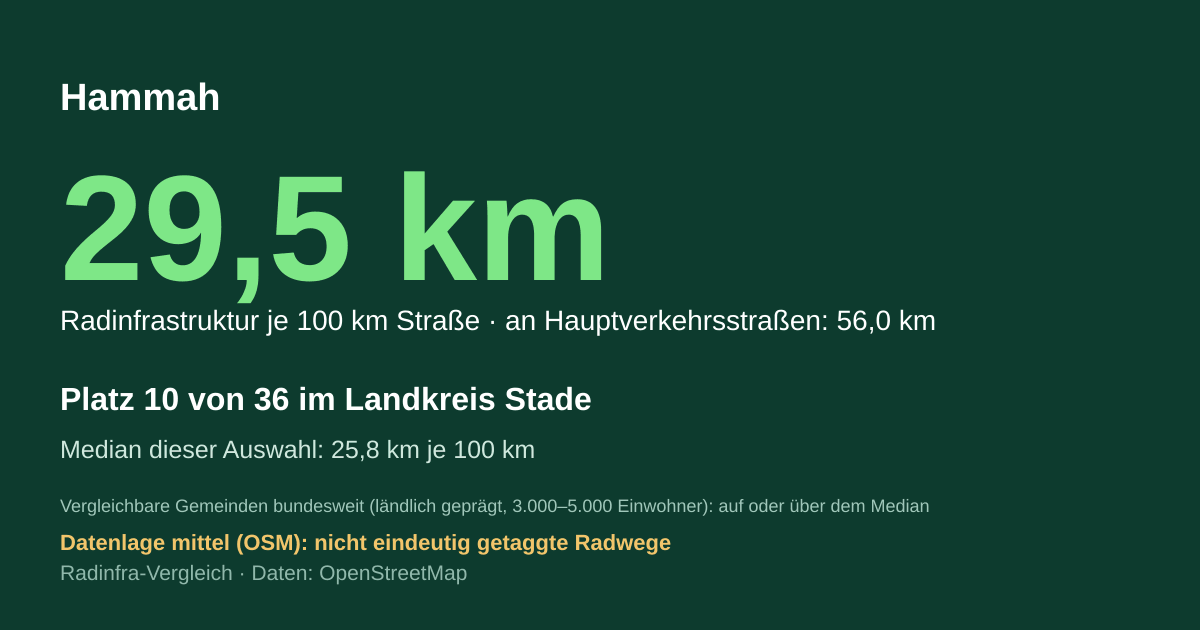 Hammah
29,5 km
Radinfrastruktur je 100 km Straße · an Hauptverkehrsstraßen: 56,0 km
Platz 10 von 36 im Landkreis Stade
Median dieser Auswahl: 25,8 km je 100 km
Vergleichbare Gemeinden bundesweit (ländlich geprägt, 3.000–5.000 Einwohner): auf oder über dem Median
Datenlage mittel (OSM): nicht eindeutig getaggte Radwege
Radinfra-Vergleich · Daten: OpenStreetMap